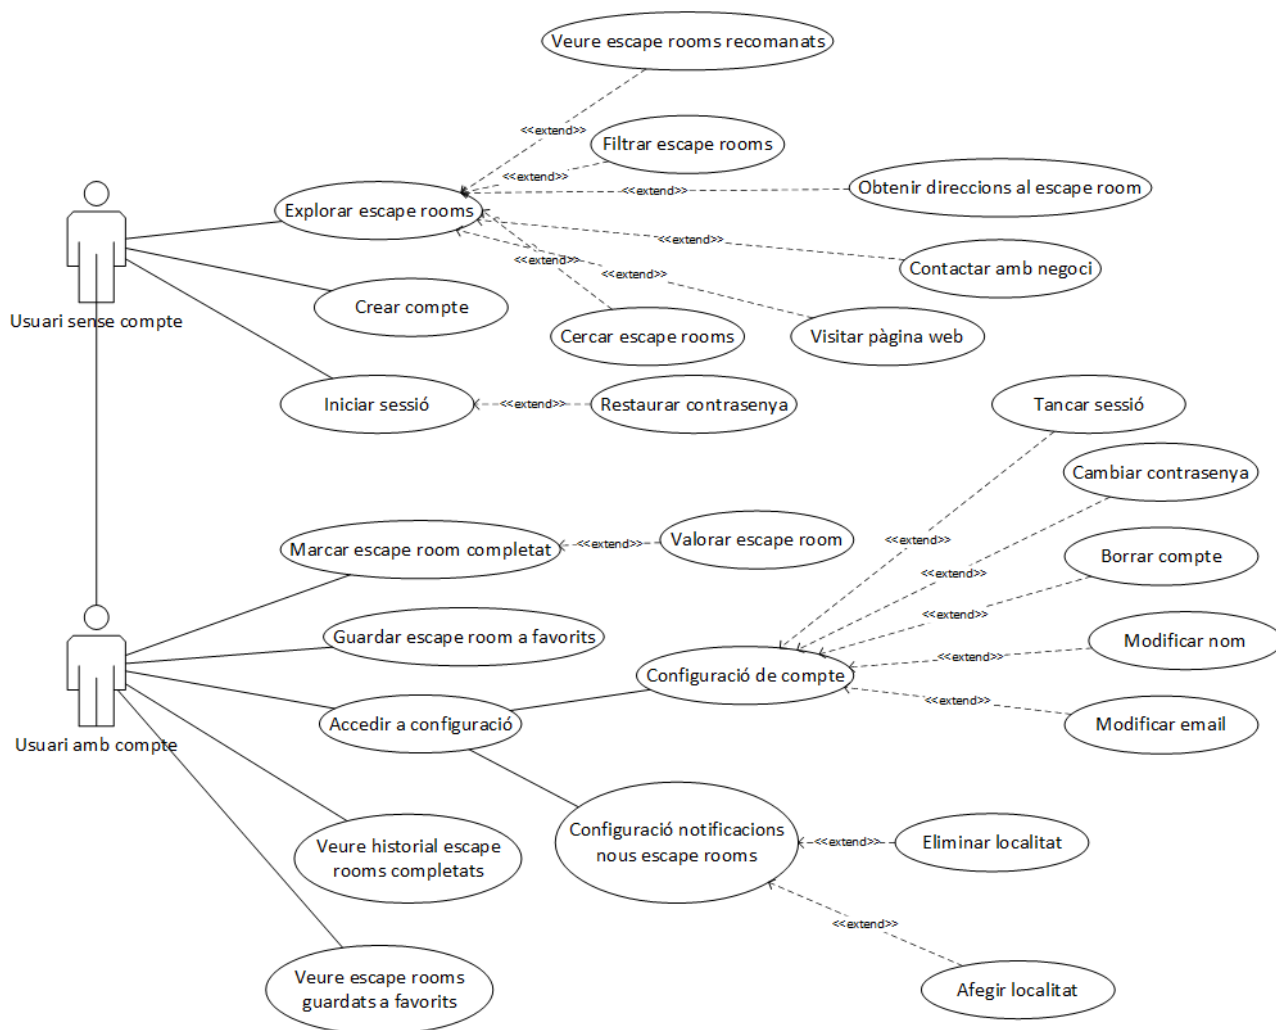 Veure escape rooms recomanats
<<extend>>
Filtrar escape rooms
<<extend>>
Obtenir direccions al escape room
<<extend>>
Explorar escape rooms
<<extend>>
Contactar amb negoci
<<extend>>
<<extend>>
Crear compte
Usuari sense compte
Cercar escape rooms
Visitar pàgina web
Iniciar sessió
<<extend>>
Restaurar contrasenya
Tancar sessió
Cambiar contrasenya
Marcar escape room completat
<<extend>>
Valorar escape room
<<extend>>
Borrar compte
<<extend>>
<<extend>>
Guardar escape room a favorits
Modificar nom
<<extend>>
Configuració de compte
<<extend>>
Accedir a configuració
Modificar email
Usuari amb compte
Configuració notificacions
nous escape rooms
<<extend>>
Eliminar localitat
Veure historial escape
rooms completats
<<extend>>
Veure escape rooms
guardats a favorits
Afegir localitat